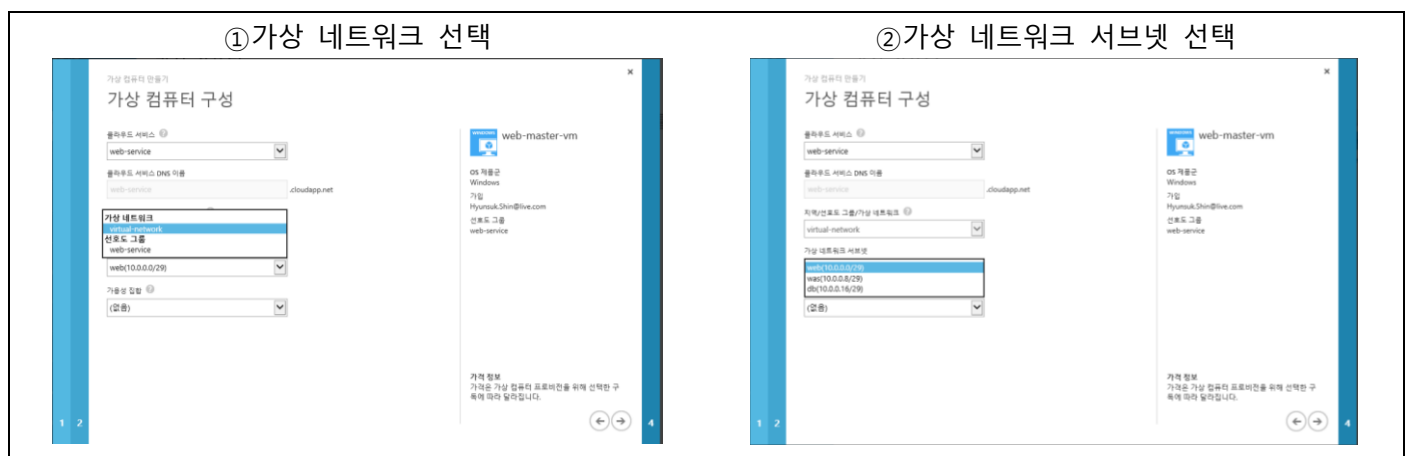 ①가상 네트워크 선택
가상 컴퓨터 만들기
가상 컴퓨터 구성
클라우드 서비스
web-service
클라우드 서비스 DNS 이름
web-service .cloudapp.net
가상 네트워크
virtual-network
선호도 그룹
web-service
web(10.0.0.0/29)
가용성 집합
(없음)
WINDOWS
web-master-vm
OS 제품군
Windows
가입
Hyunsuk.Shin@live.com
선호도 그룹
web-service
가격 정보
가격은 가상 컴퓨터 프로비전을 위해 선택한 구
독에 따라 달라집니다.
1 2
4
②가상 네트워크 서브넷 선택
가상 컴퓨터 만들기
가상 컴퓨터 구성
클라우드 서비스
web-service
클라우드 서비스 DNS 이름
web-service .cloudapp.net
지역/선호도 그룹/가상 네트워크
virtual-network
가상 네트워크 서브넷
web(10.0.0.0/29)
was(10.0.0.8/29)
db(10.0.0.16/29)
(없음)
WINDOWS
web-master-vm
OS 제품군
Windows
가입
Hyunsuk.Shin@live.com
선호도 그룹
web-service
가격 정보
가격은 가상 컴퓨터 프로비전을 위해 선택한 구
독에 따라 달라집니다.
1 2
4